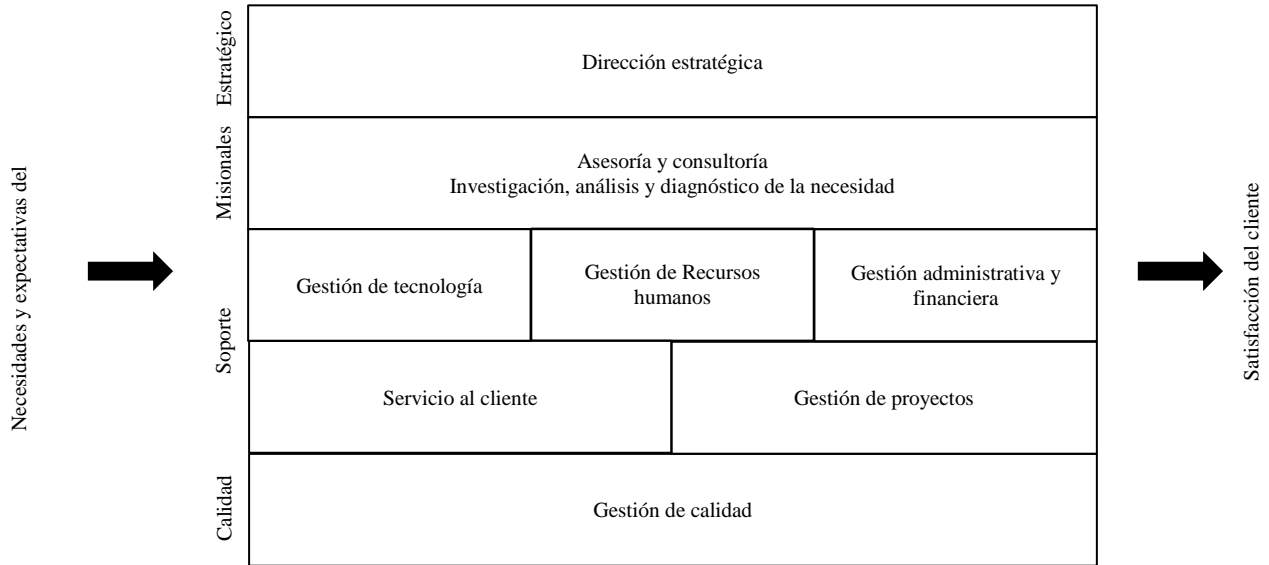 Necesidades y expectativas del
Estratégico
Dirección estratégica
Misionales
Asesoría y consultoría
Investigación, análisis y diagnóstico de la necesidad
Soporte
Gestión de tecnología
Gestión de Recursos
humanos
Gestión administrativa y
financiera
Servicio al cliente
Gestión de proyectos
Calidad
Gestión de calidad
Satisfacción del cliente